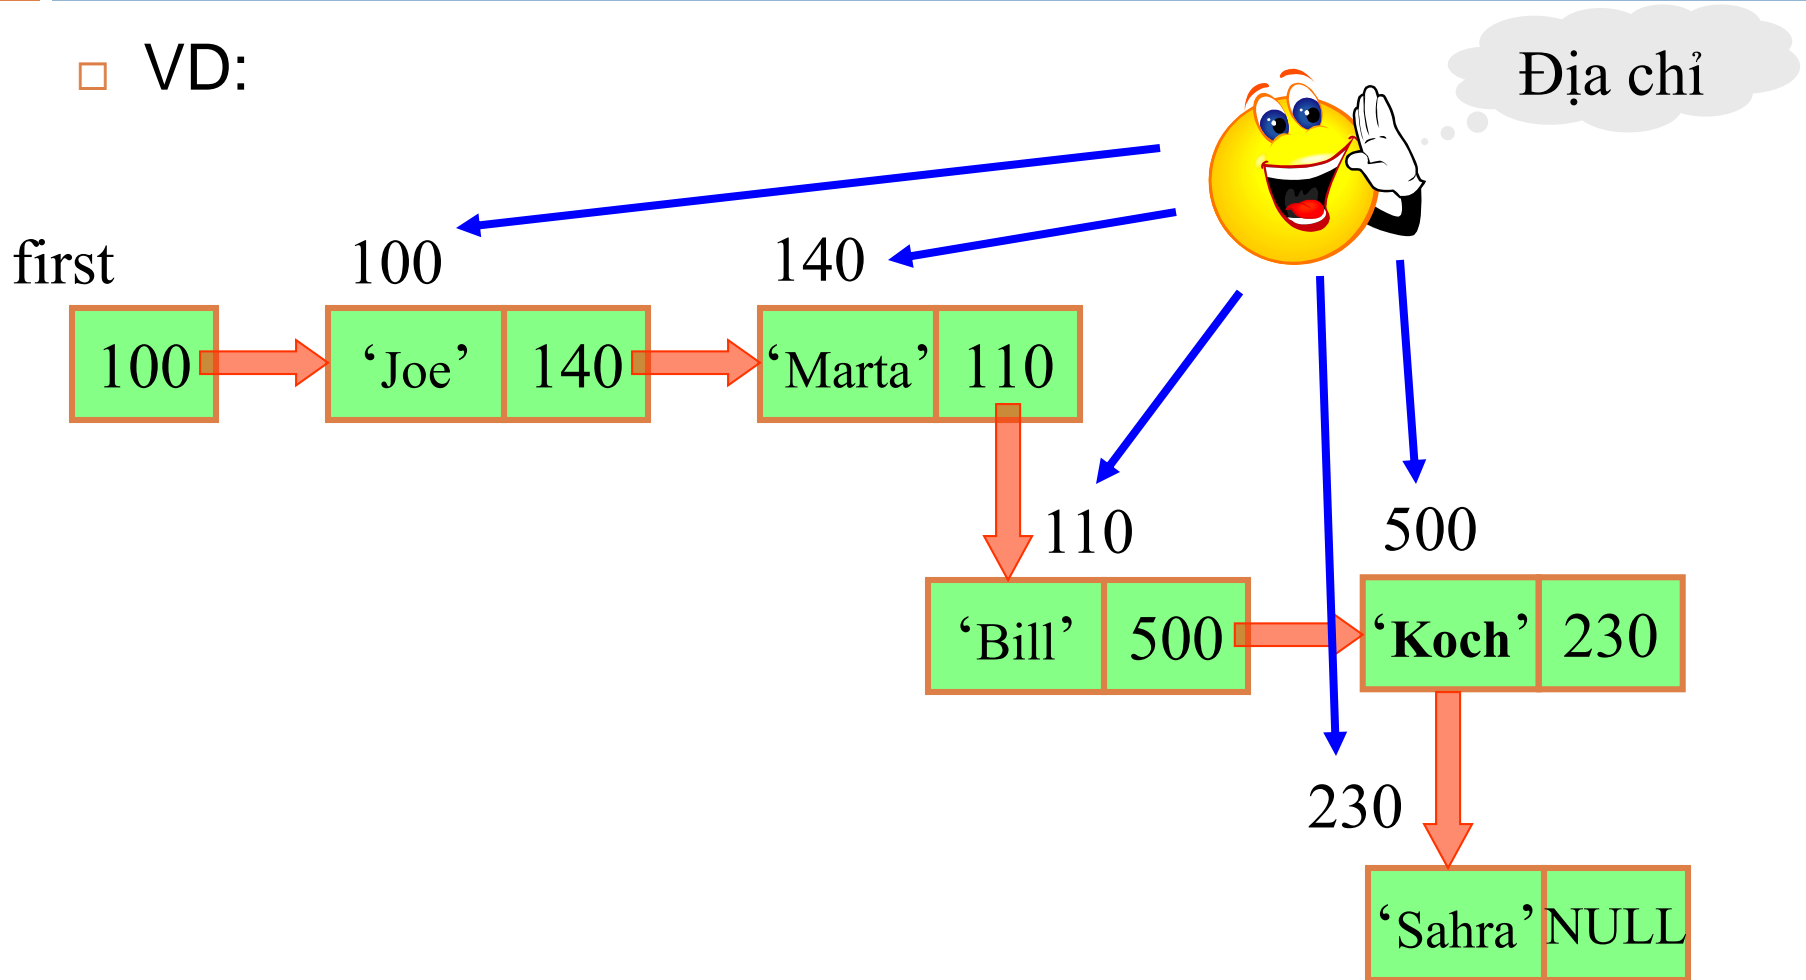 VD:
Địa chỉ
first
100
140
100
‘Joe’ 140
‘Marta’ 110
110
500
‘Bill’ 500
‘Koch’ 230
230
‘Sahra’ NULL